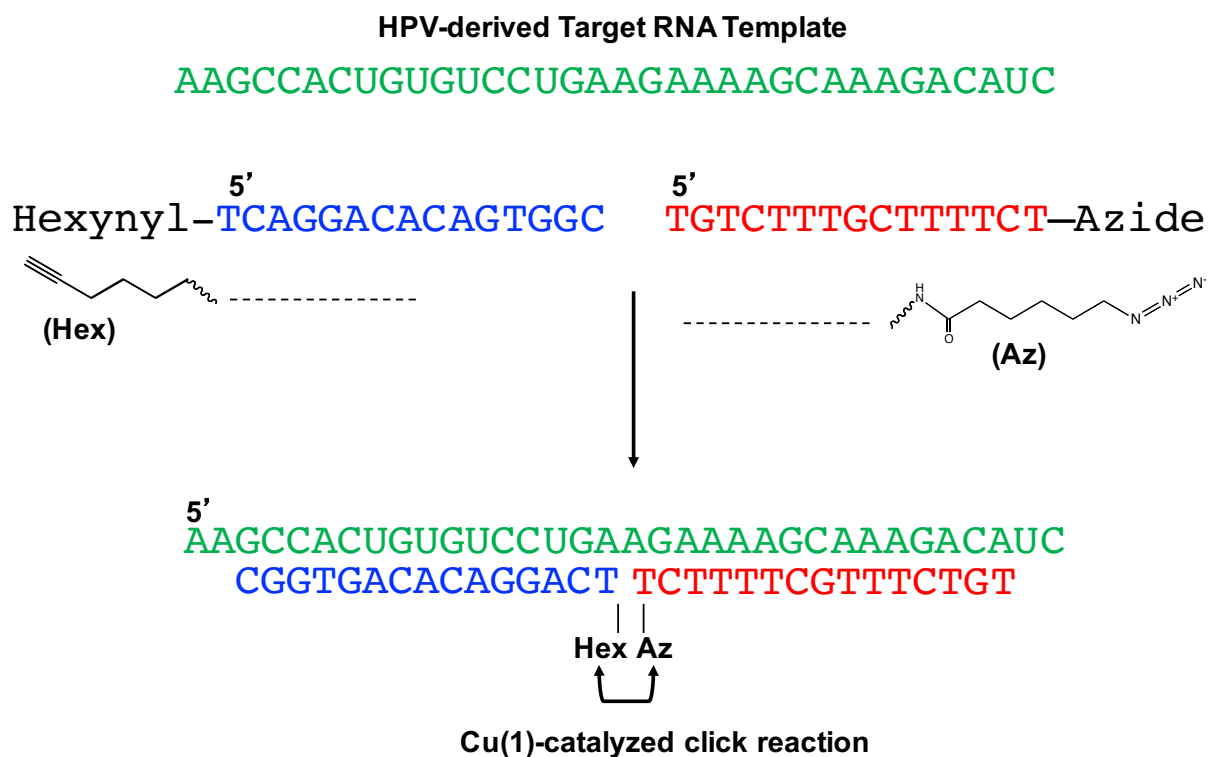 HPV-derived Target RNA Template
AAGCCACUGUGUCCUGAAGAAAAGCAAAGACAUC
5’ 5’
Hexynyl–TCAGGACACAGTGGC TGTCTTTGCTTTTCT–Azide
H
N
O
N N⁺ N⁻
(Hex) (Az)
5’
AAGCCACUGUGUCCUGAAGAAAAGCAAAGACAUC
CGGTGACACAGGACT TCTTTTCGTTTCTGT
Hex Az
Cu(1)-catalyzed click reaction